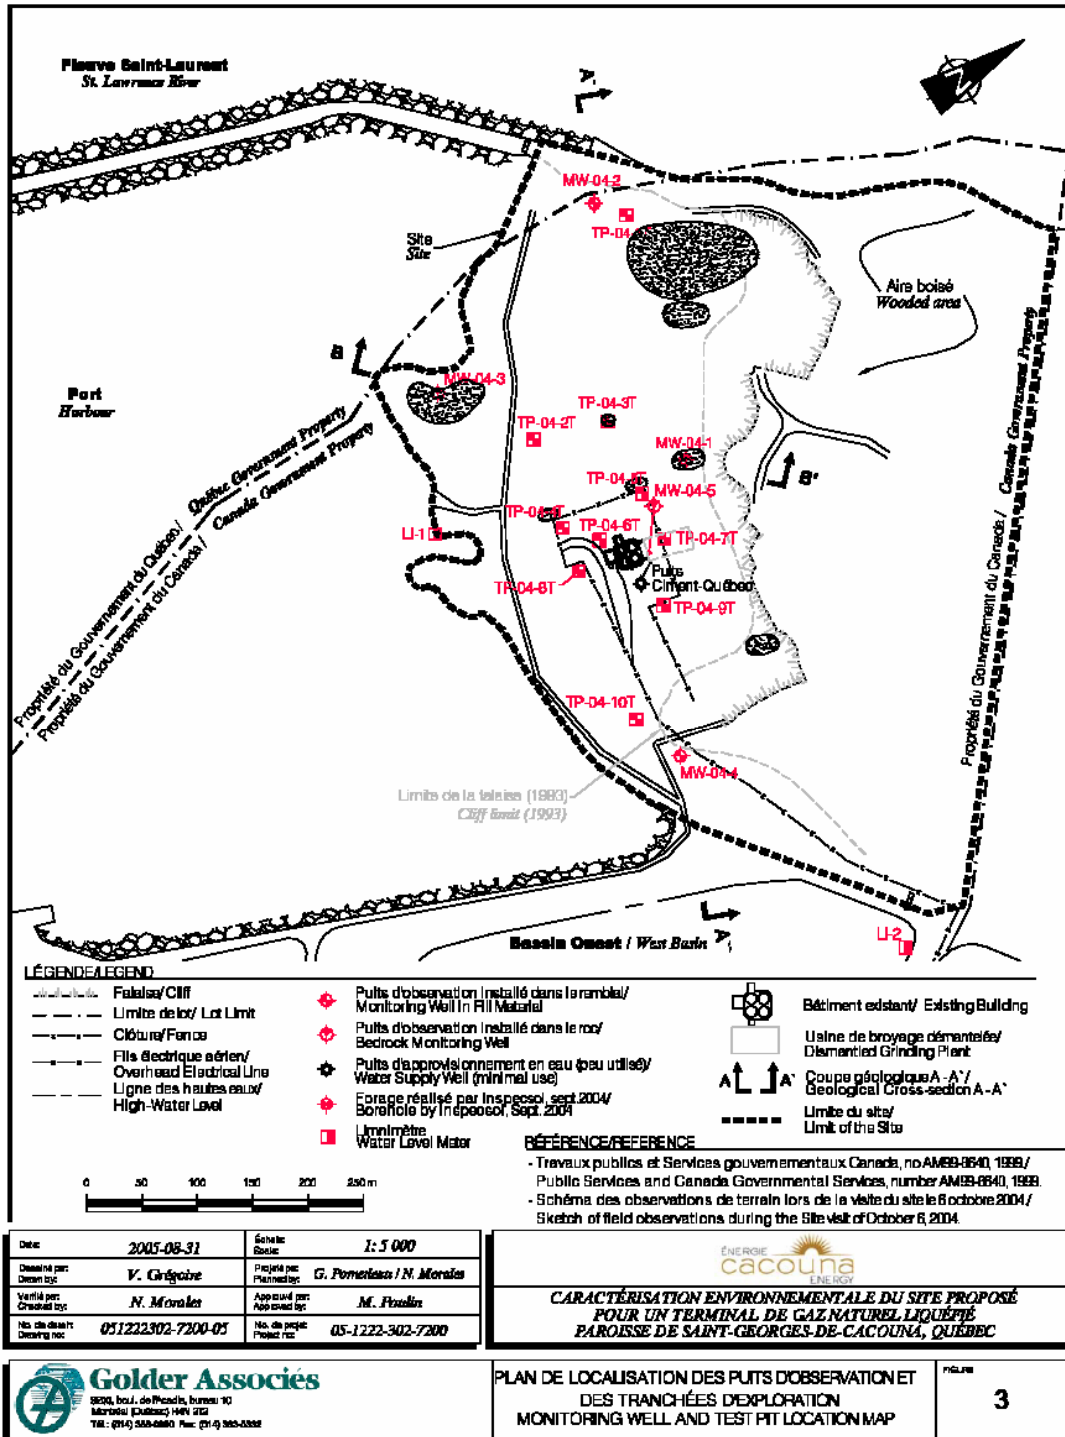 Fleuve Saint-Laurent
St. Lawrence River
A'
N
MW-04-2
TP-04-
Site
Site
Aire boisé
Wooded area
B
Port
Harbour
MW-04-3
TP-04-3T
TP-04-2T
MW-04-1
B'
TP-04-5T
MW-04-5
TP-04-4T
TP-04-6T
TP-04-7T
LI-1
Puits
Ciment-Québec
TP-04-8T
TP-04-9T
Québec Government Property
Canada Government Property
Propriété du Gouvernement du Québec/
Propriété du Gouvernement du Canada/
Propriété du Gouvernement du Canada / Canada Government Property
TP-04-10T
MW-04-4
Limite de la falaise (1993)
Cliff limit (1993)
Bassin Ouest / West Basin
A
LI-2
LÉGENDE/LEGEND
Falaise/Cliff
Limite de lot/ Lot Limit
Clôture/Fence
Fils électrique aérien/
Overhead Electrical Line
Ligne des hautes eaux/
High-Water Level
Puits d'observation installé dans le remblai/
Monitoring Well in Fill Material
Puits d'observation installé dans le roc/
Bedrock Monitoring Well
Puits d'approvisionnement en eau (peu utilisé)/
Water Supply Well (minimal use)
Forage réalisé par Inspecsol, sept.2004/
Borehole by Inspecsol, Sept. 2004
Limnimètre
Water Level Meter
Bâtiment existant/ Existing Building
Usine de broyage démantelée/
Dismantled Grinding Plant
A A'
Coupe géologique A - A'/
Geological Cross-section A - A'
Limite du site/
Limit of the Site
RÉFÉRENCE/REFERENCE
- Travaux publics et Services gouvernementaux Canada, no AM99-8640, 1999./
Public Services and Canada Governmental Services, number AM99-8640, 1999.
- Schéma des observations de terrain lors de la visite du site le 6 octobre 2004./
Sketch of field observations during the Site visit of October 6, 2004.
0 50 100 150 200 250 m
Date: 2005-08-31
Échelle: Scale: 1: 5 000
Dessiné par: Drawn by: V. Grégoire
Projeté par: Planned by: G. Pomerleau / N. Morales
Vérifié par: Checked by: N. Morales
Approuvé par: Approved by: M. Poulin
No. de dessin: Drawing no: 051222302-7200-05
No. de projet: Project no: 05-1222-302-7200
ÉNERGIE
cacouna
ENERGY
CARACTÉRISATION ENVIRONNEMENTALE DU SITE PROPOSÉ
POUR UN TERMINAL DE GAZ NATUREL LIQUÉFIÉ
PAROISSE DE SAINT-GEORGES-DE-CACOUNA, QUÉBEC
Golder Associés
9200, boul. de l'Acadie, bureau 10
Montréal (Québec) H4N 2T2
PLAN DE LOCALISATION DES PUITS D'OBSERVATION ET
DES TRANCHÉES D'EXPLORATION
MONITORING WELL AND TEST PIT LOCATION MAP
FIGURE
3